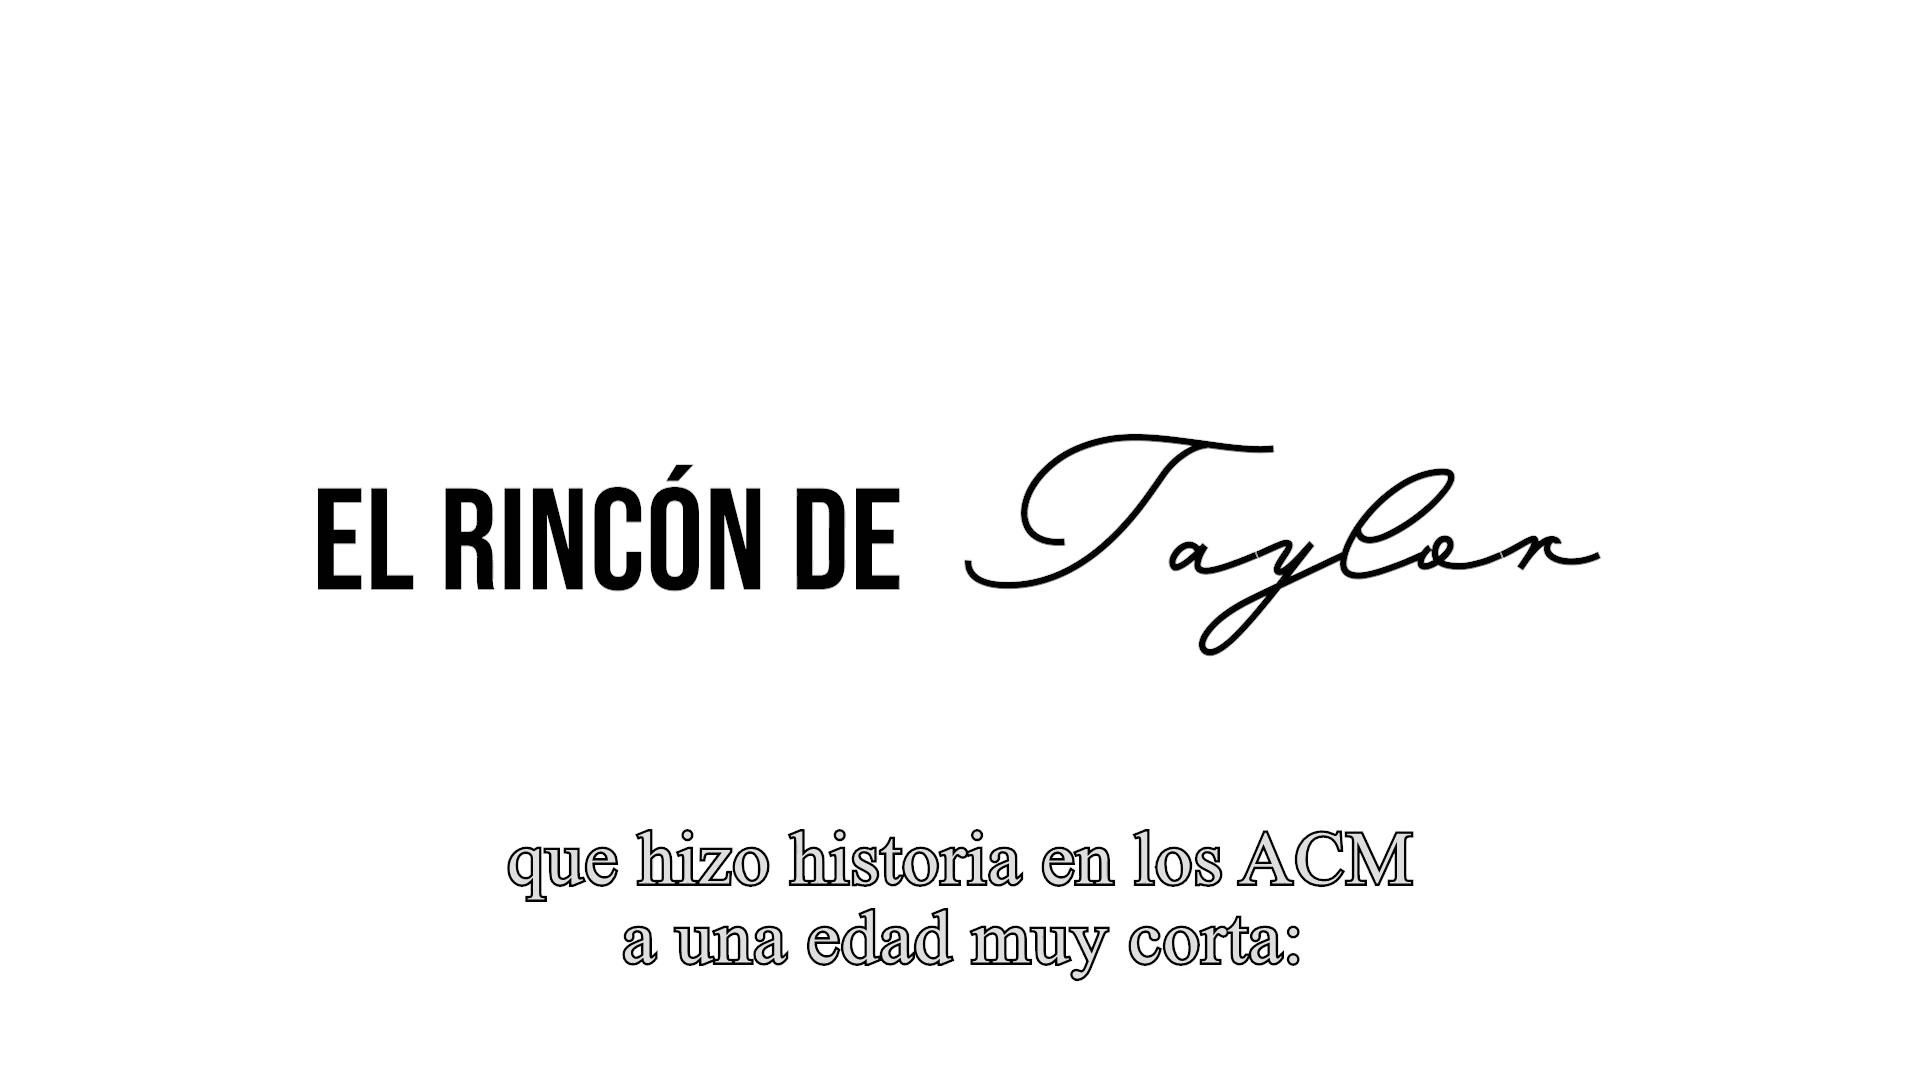 EL RINCÓN DE Taylor
que hizo historia en los ACM
a una edad muy corta: